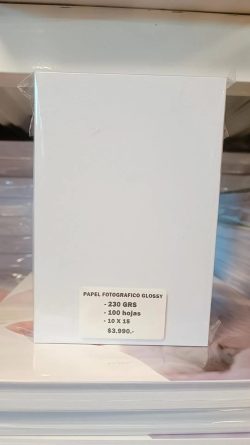 PAPEL FOTOGRAFICO GLOSSY
- 230 GRS
- 100 hojas
- 10 X 15
$3.990.-